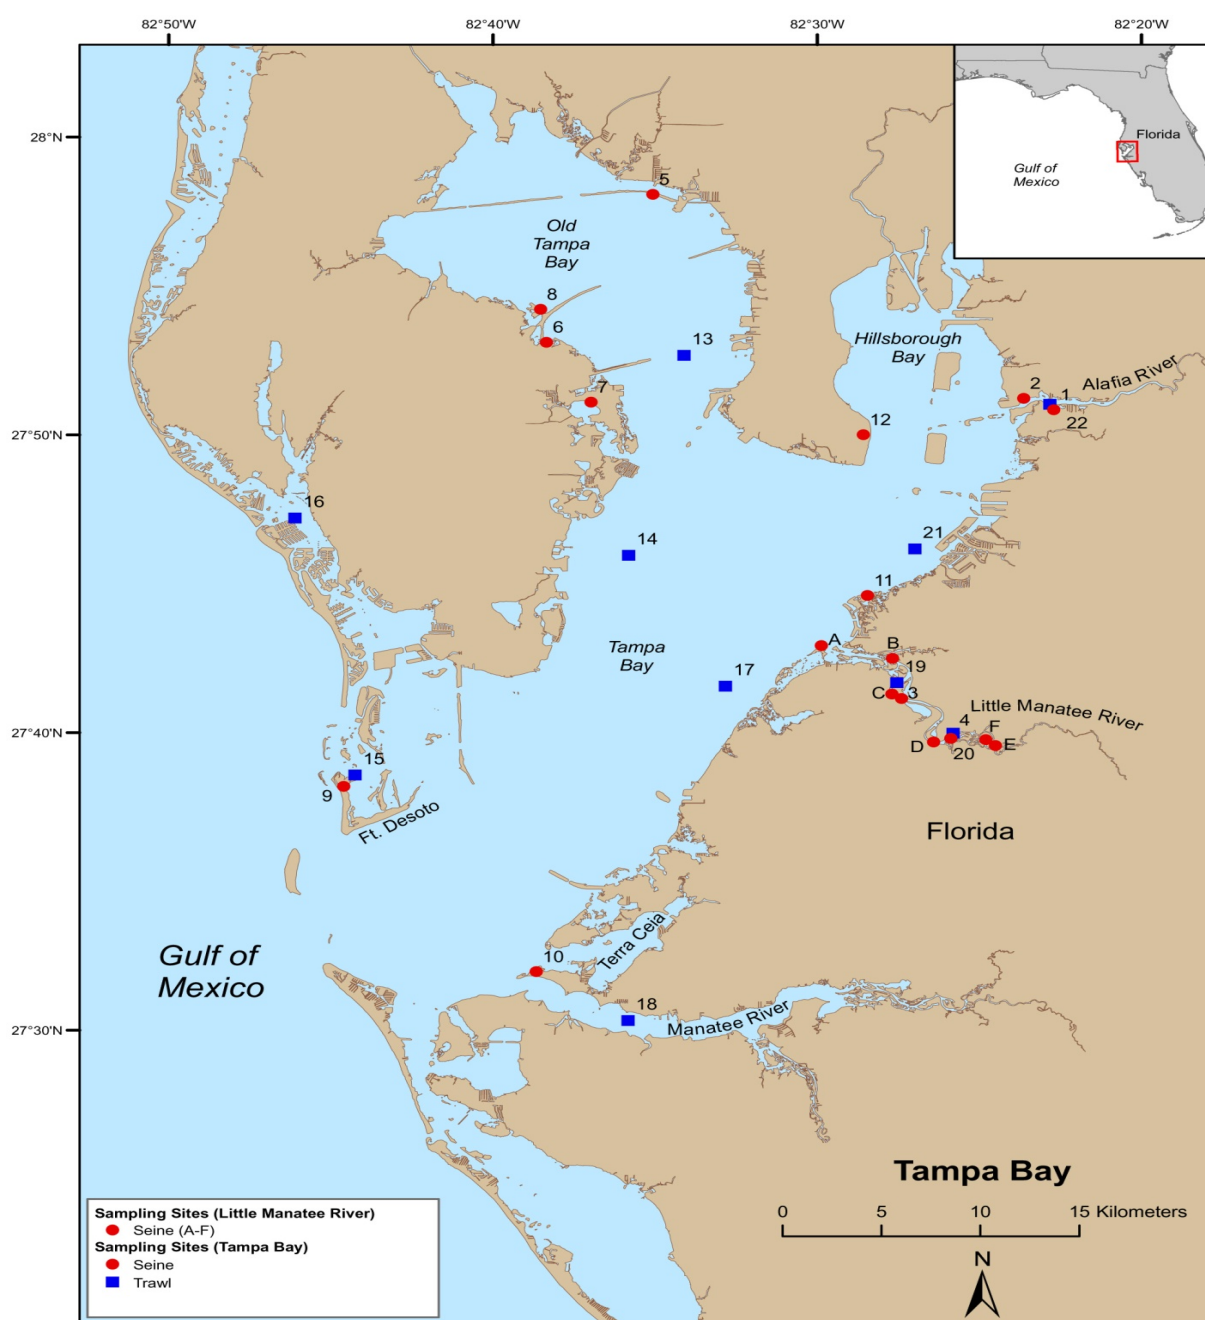 82°50'W
82°40'W
82°30'W
82°20'W
28°N
27°50'N
27°40'N
27°30'N
Florida
Gulf of
Mexico
5
Old
Tampa
Bay
8
6
13
Hillsborough
Bay
7
2
1
Alafia River
12
22
16
14
21
11
A
B
Tampa
Bay
19
17
C
3
Little Manatee River
4
F
D
20
E
15
9
Ft. Desoto
Florida
Gulf of
Mexico
10
Terra Ceia
18
Manatee River
Tampa Bay
0
5
10
15 Kilometers
N
Sampling Sites (Little Manatee River)
Seine (A-F)
Sampling Sites (Tampa Bay)
Seine
Trawl